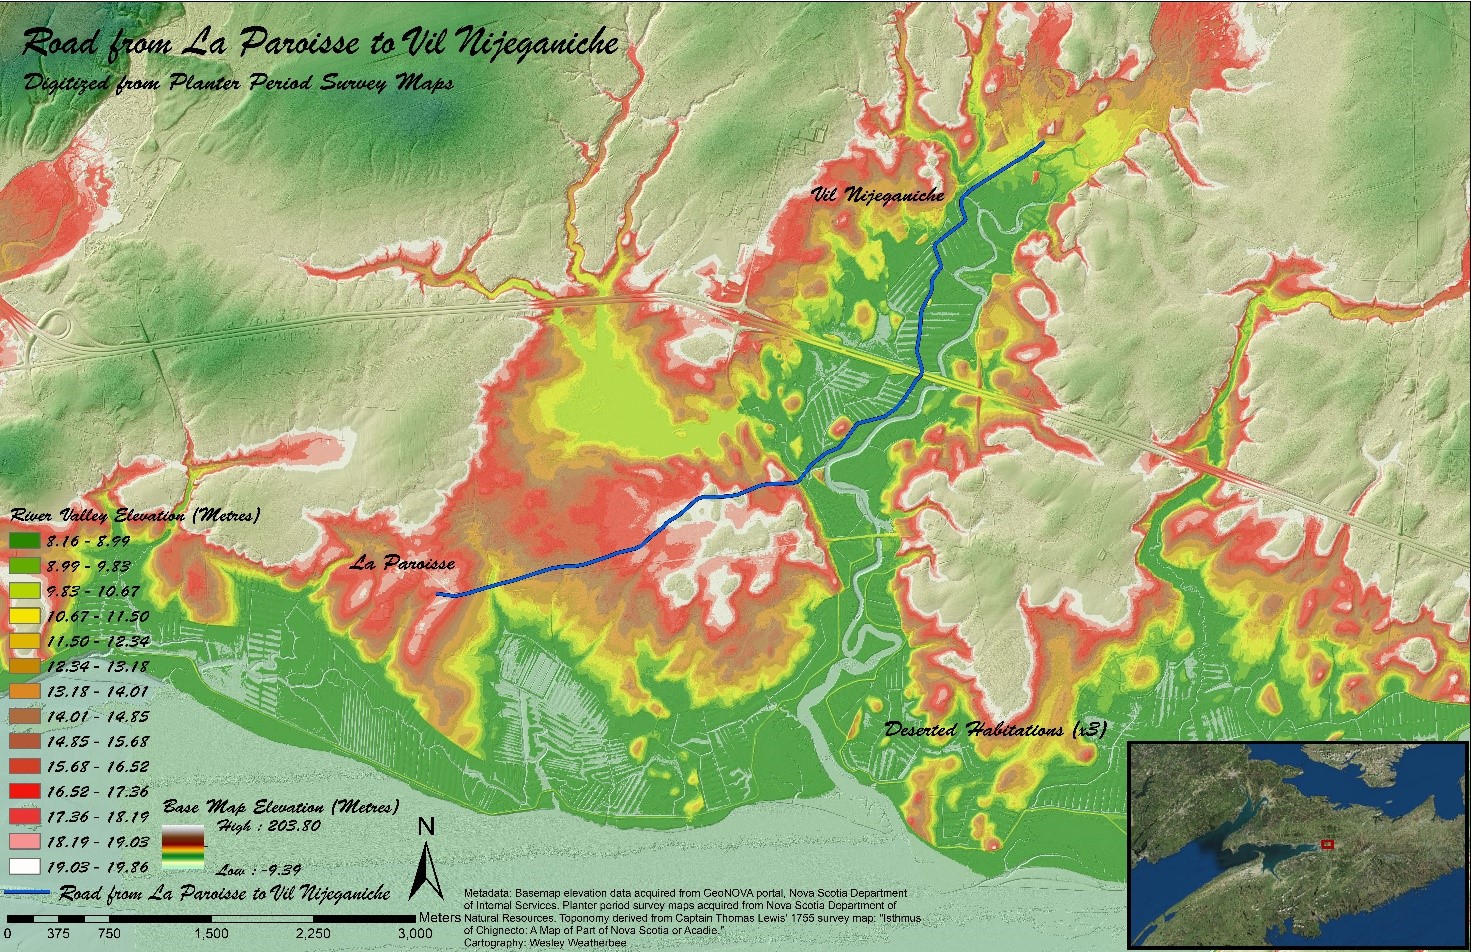 Road from La Paroisse to Vil Nijeganiche
Digitized from Planter Period Survey Maps
Vil Nijeganiche
La Paroisse
Deserted Habitations (x3)
River Valley Elevation (Metres)
8.16 - 8.99
8.99 - 9.83
9.83 - 10.67
10.67 - 11.50
11.50 - 12.34
12.34 - 13.18
13.18 - 14.01
14.01 - 14.85
14.85 - 15.68
15.68 - 16.52
16.52 - 17.36
17.36 - 18.19
18.19 - 19.03
19.03 - 19.86
Base Map Elevation (Metres)
High : 203.80
Low : -9.39
Road from La Paroisse to Vil Nijeganiche
N
Meters
0 375 750 1,500 2,250 3,000
Metadata: Basemap elevation data acquired from GeoNOVA portal, Nova Scotia Department
of Internal Services. Planter period survey maps acquired from Nova Scotia Department of
Natural Resources. Toponomy derived from Captain Thomas Lewis' 1755 survey map: "Isthmus
of Chignecto: A Map of Part of Nova Scotia or Acadie."
Cartography: Wesley Weatherbee